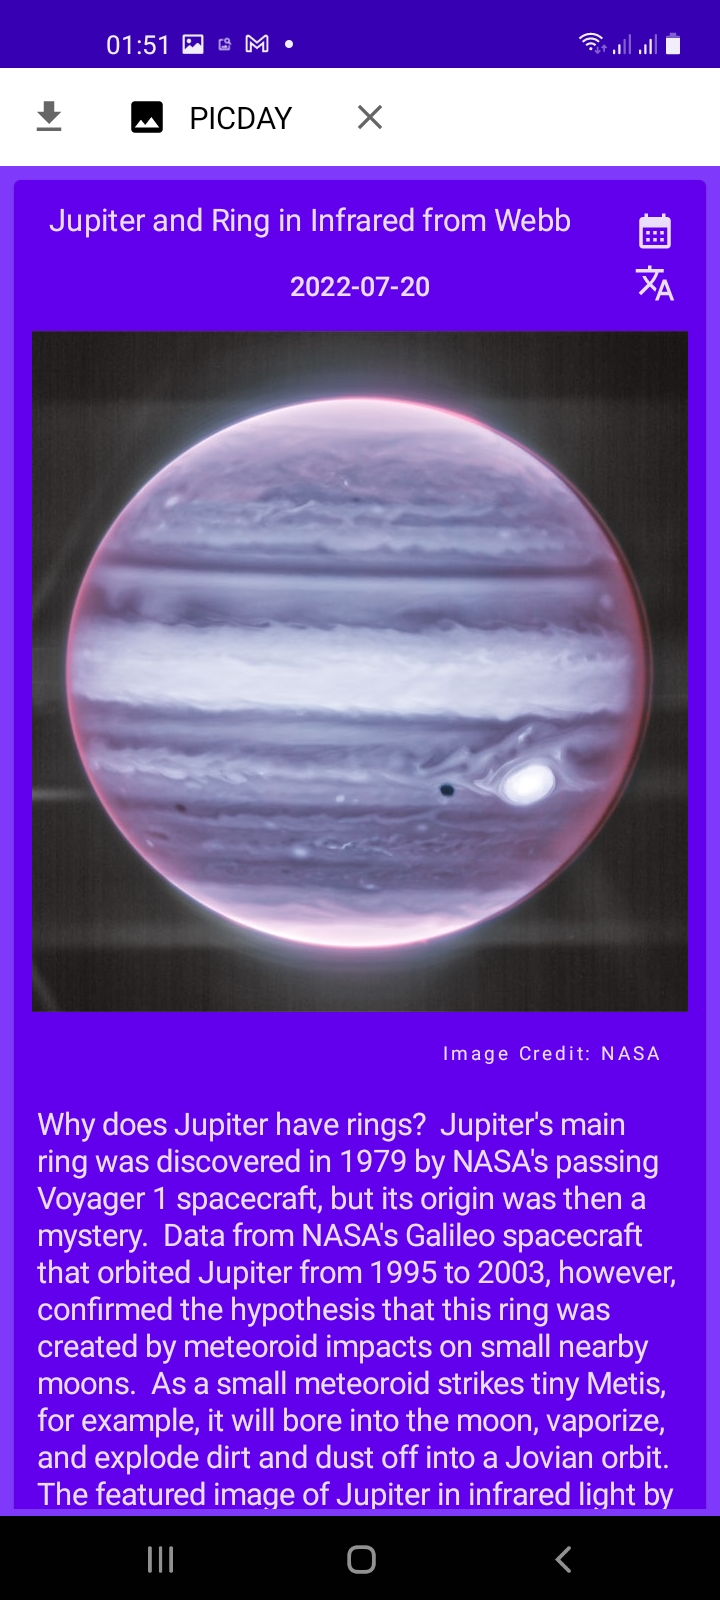 01:51
PICDAY
Jupiter and Ring in Infrared from Webb
2022-07-20
Image Credit: NASA
Why does Jupiter have rings?  Jupiter's main
ring was discovered in 1979 by NASA's passing
Voyager 1 spacecraft, but its origin was then a
mystery.  Data from NASA's Galileo spacecraft
that orbited Jupiter from 1995 to 2003, however,
confirmed the hypothesis that this ring was
created by meteoroid impacts on small nearby
moons.  As a small meteoroid strikes tiny Metis,
for example, it will bore into the moon, vaporize,
and explode dirt and dust off into a Jovian orbit.
The featured image of Jupiter in infrared light by